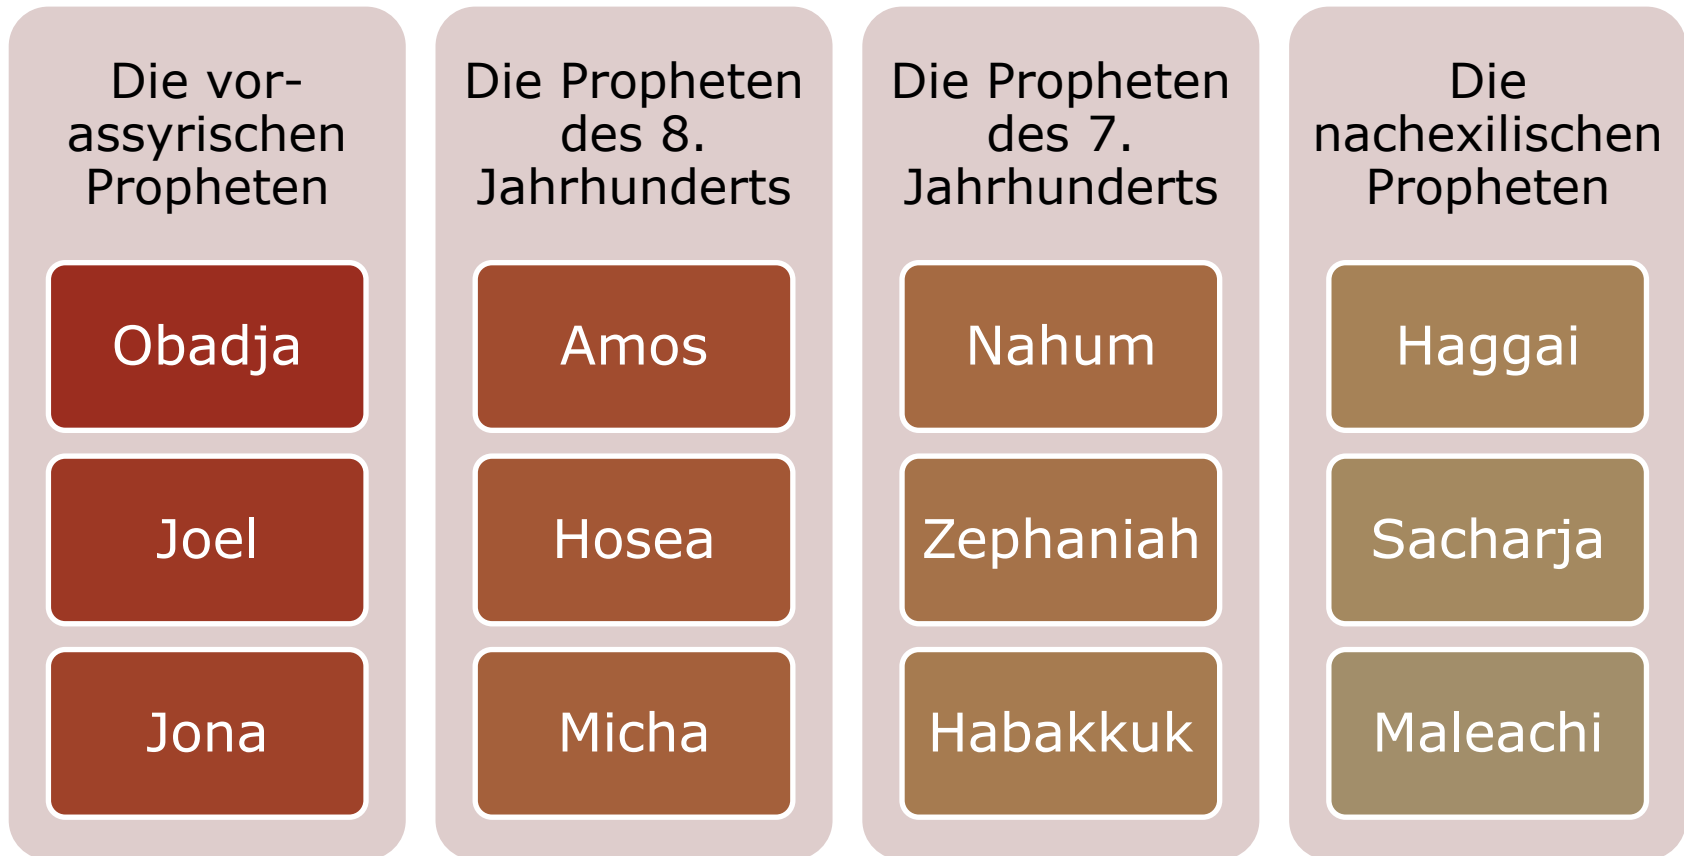 Die vor-
assyrischen
Propheten
Obadja
Joel
Jona
Die Propheten
des 8.
Jahrhunderts
Amos
Hosea
Micha
Die Propheten
des 7.
Jahrhunderts
Nahum
Zephaniah
Habakkuk
Die
nachexilischen
Propheten
Haggai
Sacharja
Maleachi